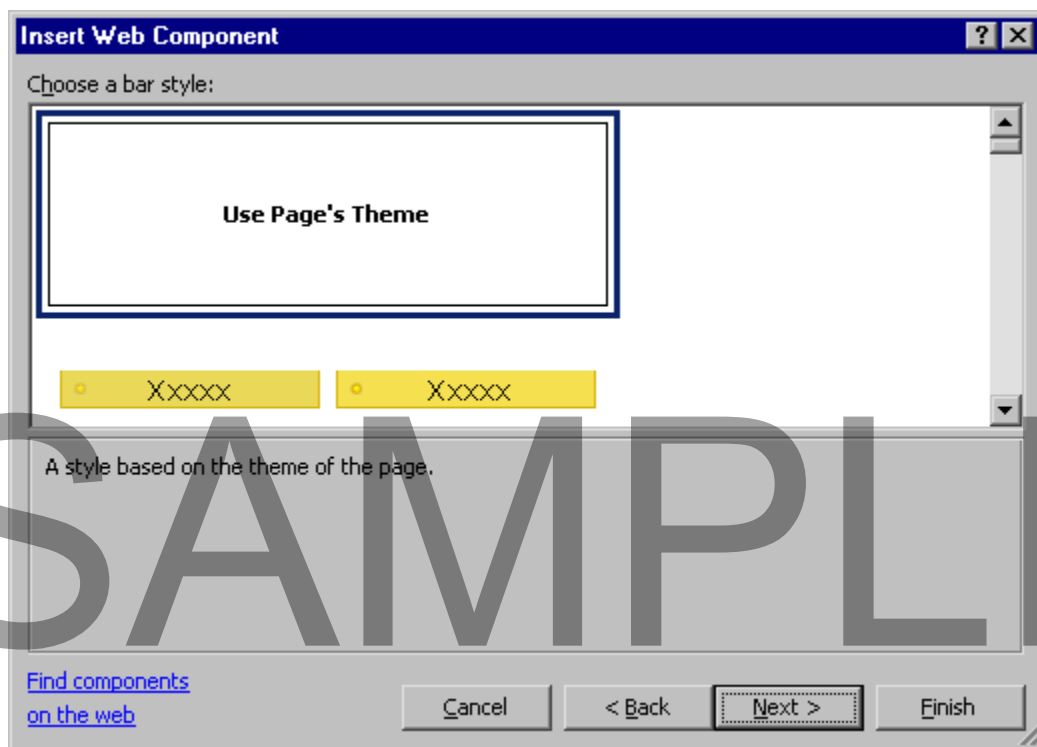 Insert Web Component
Choose a bar style:
Use Page's Theme
Xxxxx Xxxxx
A style based on the theme of the page.
SAMPL
Find components
on the web
Cancel < Back Next > Finish